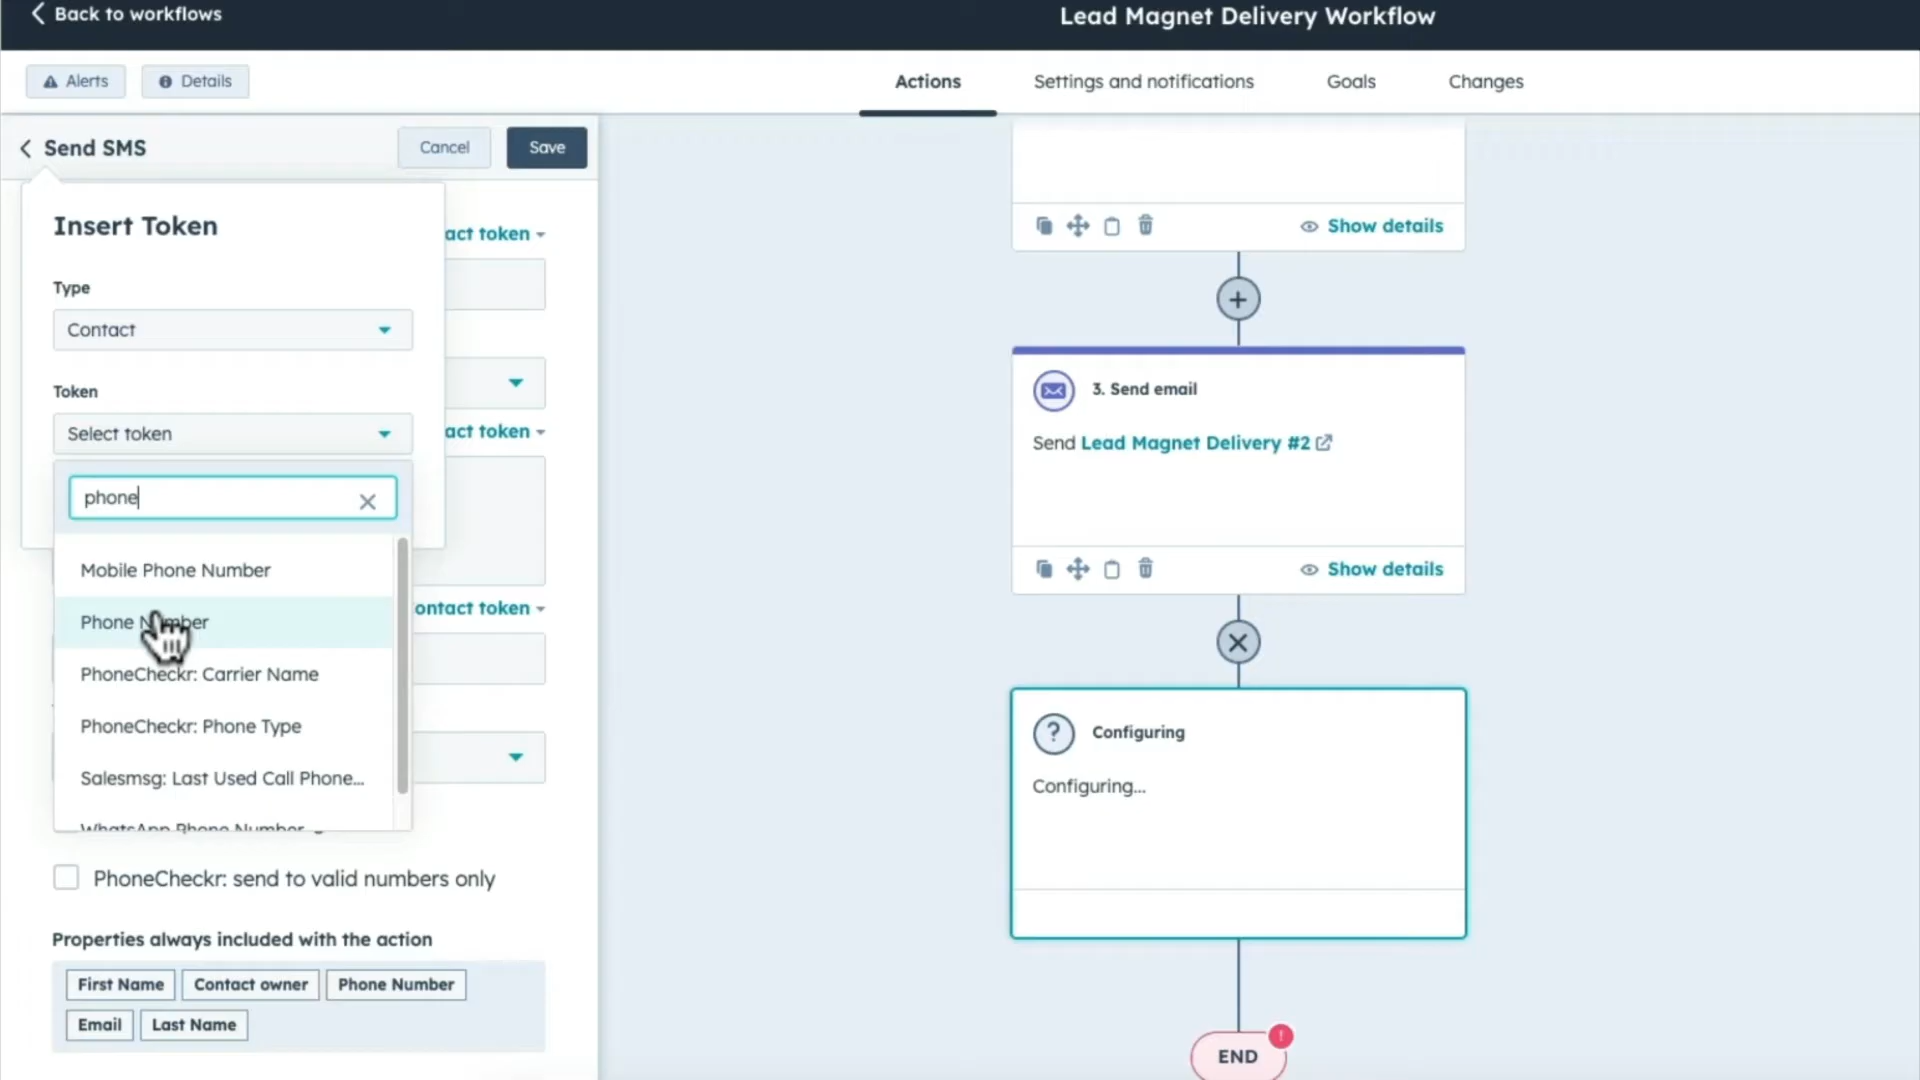 Back to workflows
Lead Magnet Delivery Workflow
Alerts
Details
Actions
Settings and notifications
Goals
Changes
Send SMS
Cancel
Save
Insert Token
act token
Type
Contact
Token
Select token
act token
phone
Mobile Phone Number
Phone Number
ontact token
PhoneCheckr: Carrier Name
PhoneCheckr: Phone Type
Salesmsg: Last Used Call Phone...
WhatsApp Phone Number
PhoneCheckr: send to valid numbers only
Properties always included with the action
First Name
Contact owner
Phone Number
Email
Last Name
Show details
3. Send email
Send Lead Magnet Delivery #2
Show details
Configuring
Configuring...
END